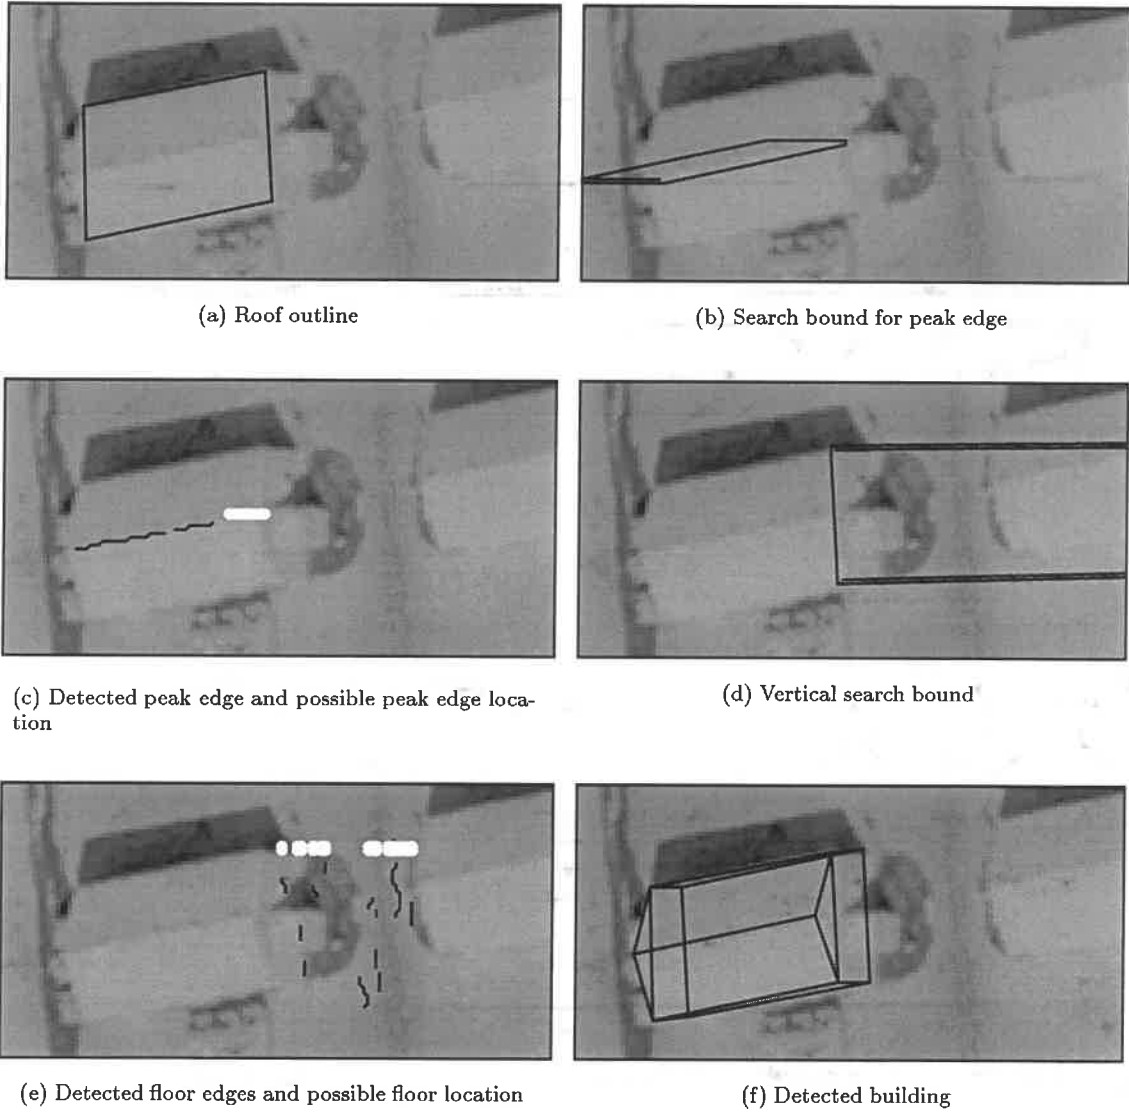 (a) Roof outline
(b) Search bound for peak edge
(c) Detected peak edge and possible peak edge loca-
tion
(d) Vertical search bound
(e) Detected floor edges and possible floor location
(f) Detected building